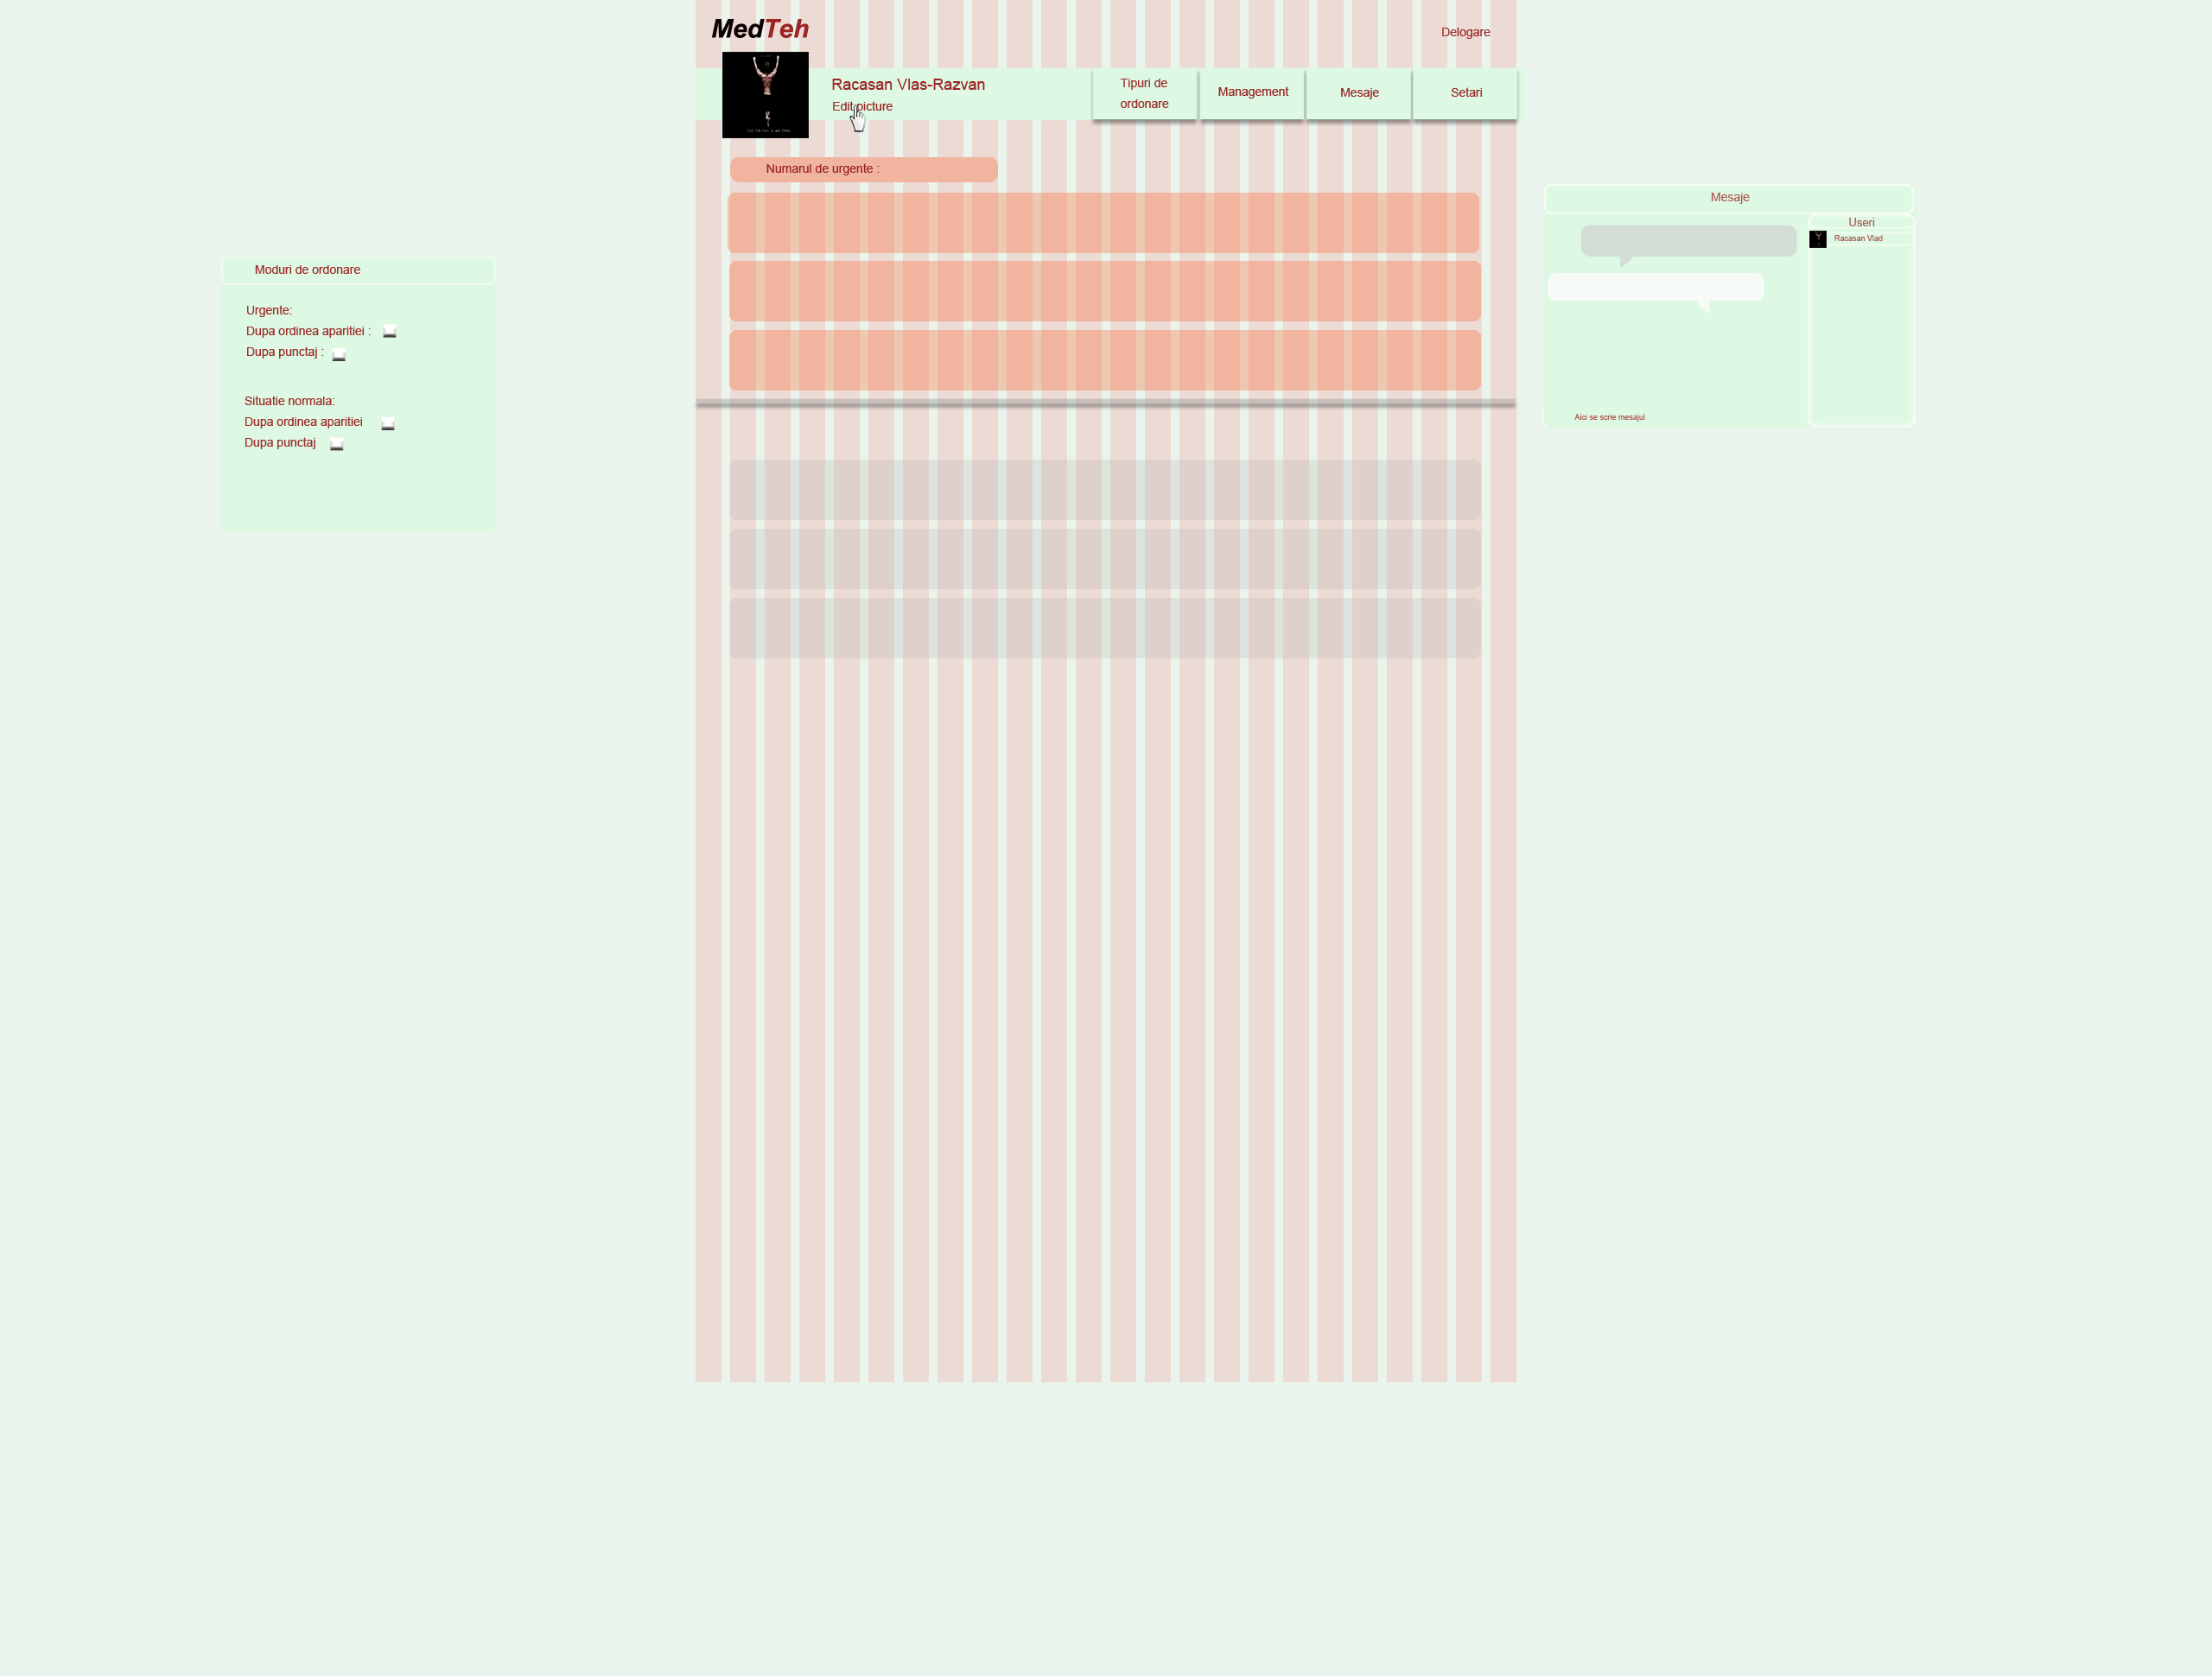 MedTeh
Delogare
Racasan Vlas-Razvan
Edit picture
Tipuri de
ordonare
Management
Mesaje
Setari
Numarul de urgente :
Moduri de ordonare
Urgente:
Dupa ordinea aparitiei :
Dupa punctaj :
Situatie normala:
Dupa ordinea aparitiei
Dupa punctaj
Mesaje
Useri
Racasan Vlad
Aici se scrie mesajul